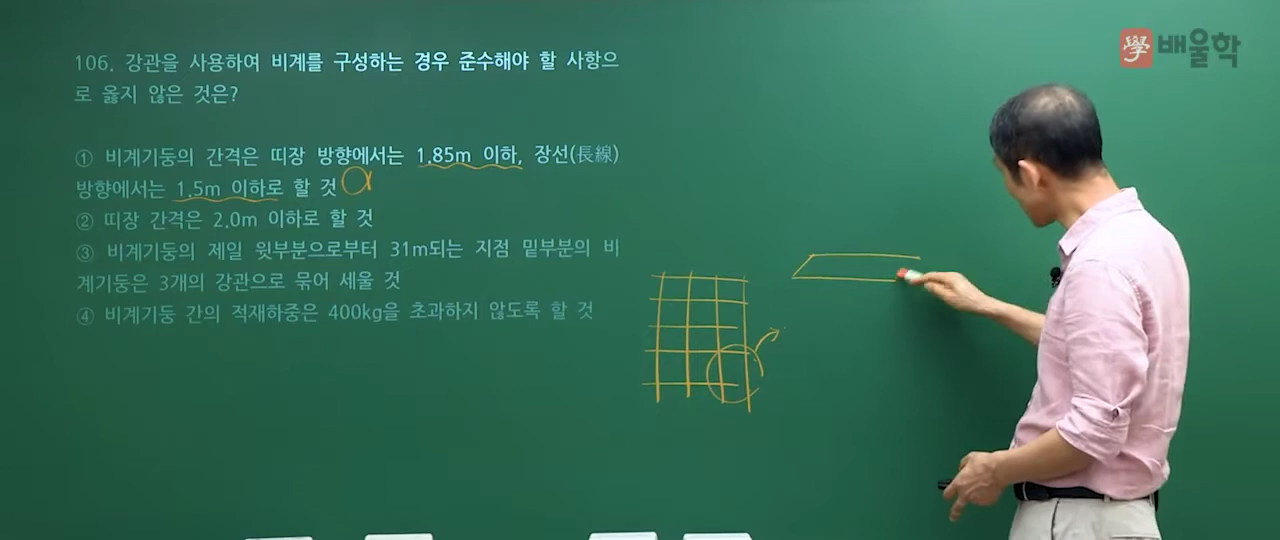 學 배울학
106. 강관을 사용하여 비계를 구성하는 경우 준수해야 할 사항으
로 옳지 않은 것은?
① 비계기둥의 간격은 띠장 방향에서는 1.85m 이하, 장선(長線)
방향에서는 1.5m 이하로 할 것
② 띠장 간격은 2.0m 이하로 할 것
③ 비계기둥의 제일 윗부분으로부터 31m되는 지점 밑부분의 비
계기둥은 3개의 강관으로 묶어 세울 것
④ 비계기둥 간의 적재하중은 400kg을 초과하지 않도록 할 것